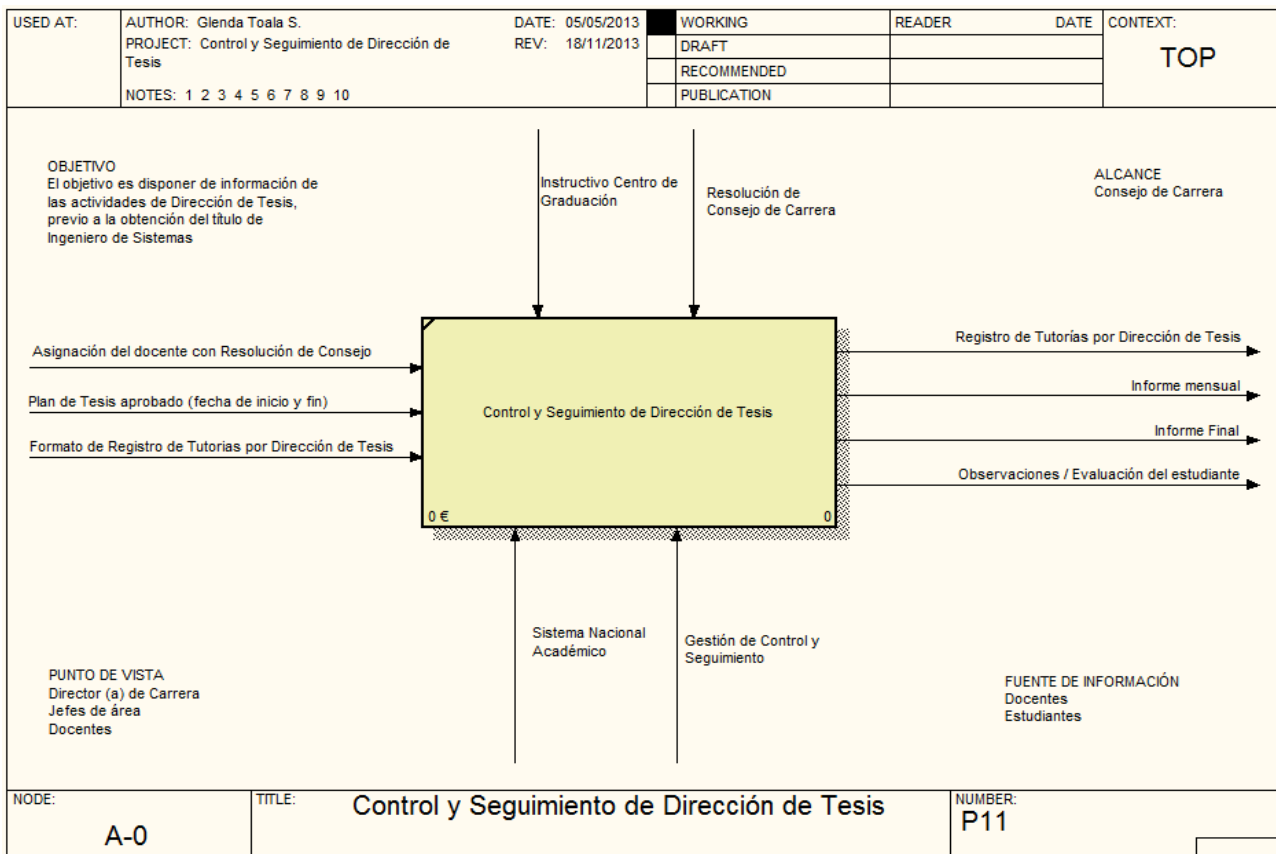 USED AT:
AUTHOR: Glenda Toala S.
DATE: 05/05/2013
PROJECT: Control y Seguimiento de Dirección de
Tesis
REV: 18/11/2013
NOTES: 1 2 3 4 5 6 7 8 9 10
WORKING
DRAFT
RECOMMENDED
PUBLICATION
READER
DATE
CONTEXT:
TOP
OBJETIVO
El objetivo es disponer de información de
las actividades de Dirección de Tesis,
previo a la obtención del título de
Ingeniero de Sistemas
Instructivo Centro de
Graduación
Resolución de
Consejo de Carrera
ALCANCE
Consejo de Carrera
Asignación del docente con Resolución de Consejo
Plan de Tesis aprobado (fecha de inicio y fin)
Formato de Registro de Tutorias por Dirección de Tesis
Control y Seguimiento de Dirección de Tesis
0 €
0
Registro de Tutorías por Dirección de Tesis
Informe mensual
Informe Final
Observaciones / Evaluación del estudiante
Sistema Nacional
Académico
Gestión de Control y
Seguimiento
PUNTO DE VISTA
Director (a) de Carrera
Jefes de área
Docentes
FUENTE DE INFORMACIÓN
Docentes
Estudiantes
NODE:
A-0
TITLE:
Control y Seguimiento de Dirección de Tesis
NUMBER:
P11